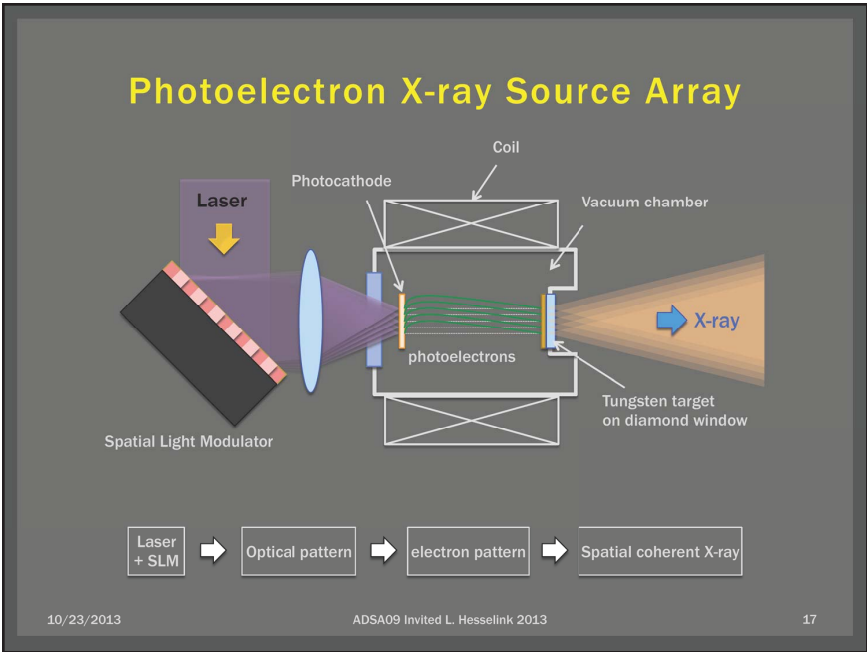 Photoelectron X-ray Source Array
Coil
Photocathode
Laser
Vacuum chamber
X-ray
photoelectrons
Tungsten target
on diamond window
Spatial Light Modulator
Laser
+ SLM
Optical pattern
electron pattern
Spatial coherent X-ray
10/23/2013
ADSA09 Invited L. Hesselink 2013
17